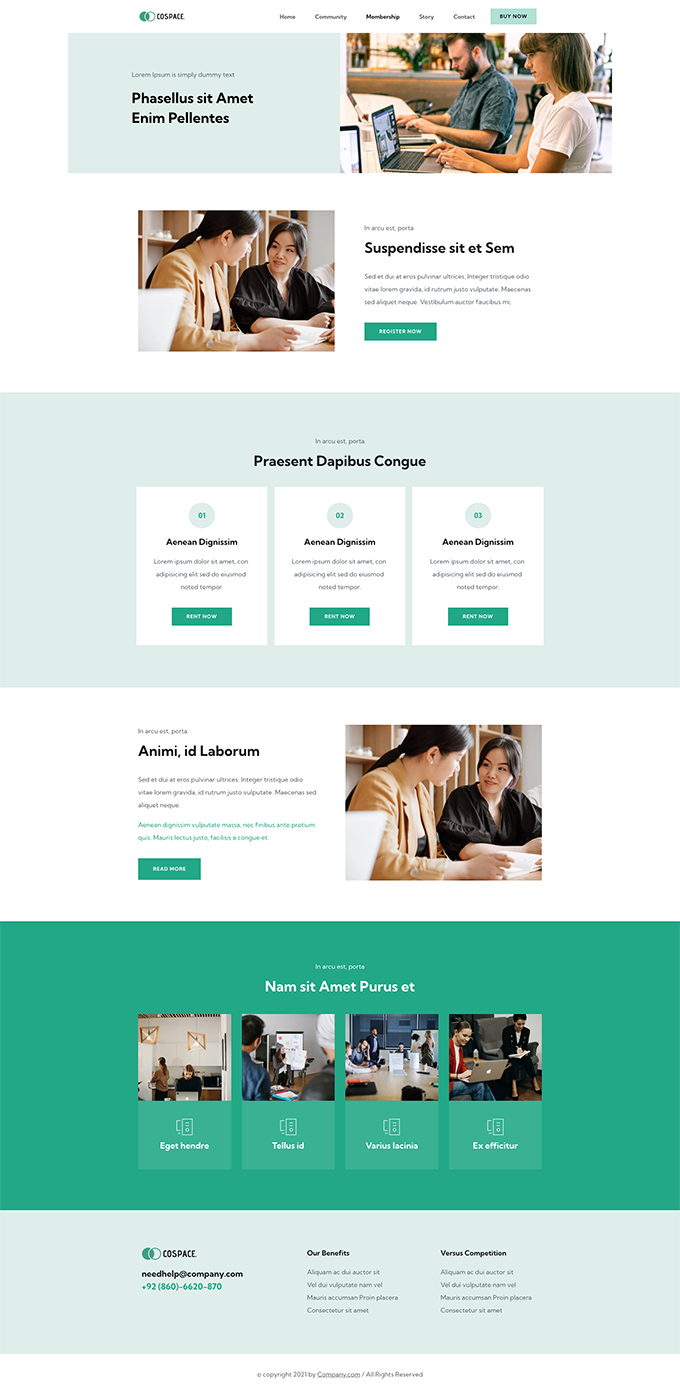 COSPACE.
Home Community Membership Story Contact BUY NOW
Lorem Ipsum is simply dummy text
Phasellus sit Amet
Enim Pellentes
In arcu est, porta
Suspendisse sit et Sem
Sed et dui at eros pulvinar ultrices. Integer tristique odio
vitae lorem gravida, id rutrum justo vulputate. Maecenas
sed aliquet neque. Vestibulum auctor faucibus mi,
REGISTER NOW
In arcu est, porta
Praesent Dapibus Congue
01
Aenean Dignissim
Lorem ipsum dolor sit amet, con
adipisicing elit sed do eiusmod
noted tempor.
RENT NOW
02
Aenean Dignissim
Lorem ipsum dolor sit amet, con
adipisicing elit sed do eiusmod
noted tempor.
RENT NOW
03
Aenean Dignissim
Lorem ipsum dolor sit amet, con
adipisicing elit sed do eiusmod
noted tempor.
RENT NOW
In arcu est, porta
Animi, id Laborum
Sed et dui at eros pulvinar ultrices. Integer tristique odio
vitae lorem gravida, id rutrum justo vulputate. Maecenas sed
aliquet neque.
Aenean dignissim vulputate massa, nec finibus ante pretium
quis. Mauris lectus justo, facilisis a congue et.
READ MORE
In arcu est, porta
Nam sit Amet Purus et
Eget hendre
Tellus id
Varius lacinia
Ex efficitur
COSPACE.
needhelp@company.com
+92 (860)-6620-870
Our Benefits
Aliquam ac dui auctor sit
Vel dui vulputate nam vel
Mauris accumsan Proin placera
Consectetur sit amet
Versus Competition
Aliquam ac dui auctor sit
Vel dui vulputate nam vel
Mauris accumsan Proin placera
Consectetur sit amet
© copyright 2021 by Company.com / All Rights Reserved